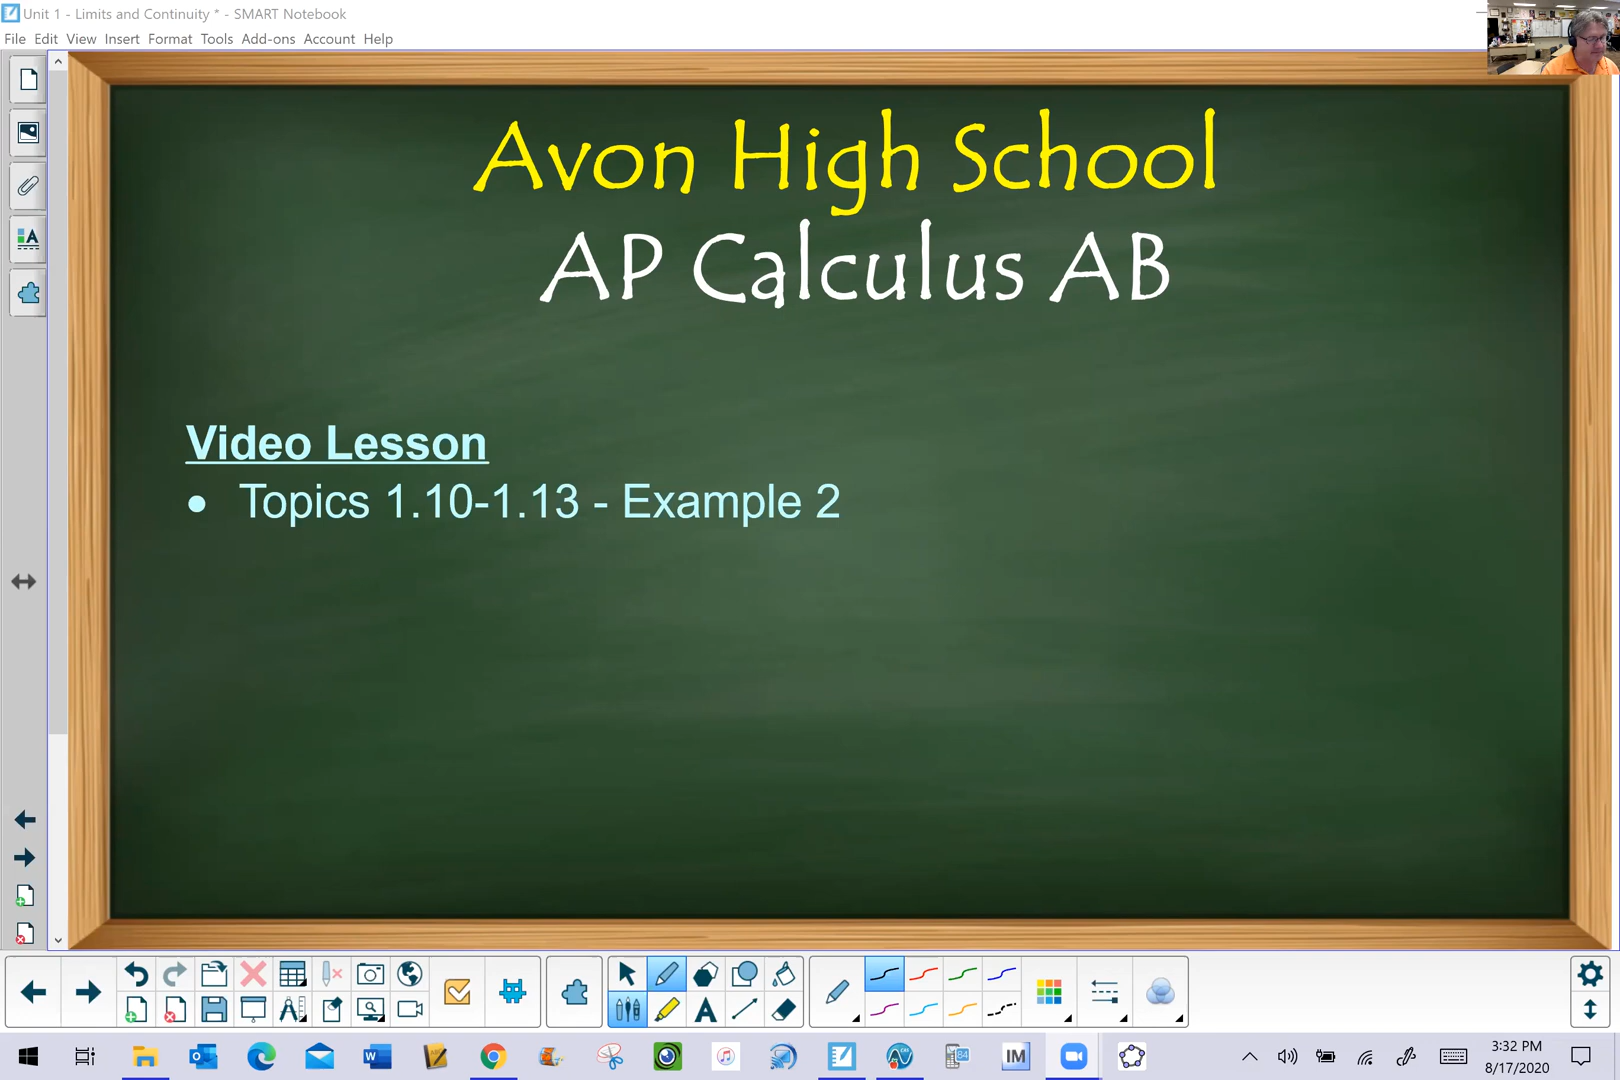 Unit 1 - Limits and Continuity * - SMART Notebook
File Edit View Insert Format Tools Add-ons Account Help
Avon High School
AP Calculus AB
Video Lesson
• Topics 1.10-1.13 - Example 2
3:32 PM
8/17/2020
84
IM